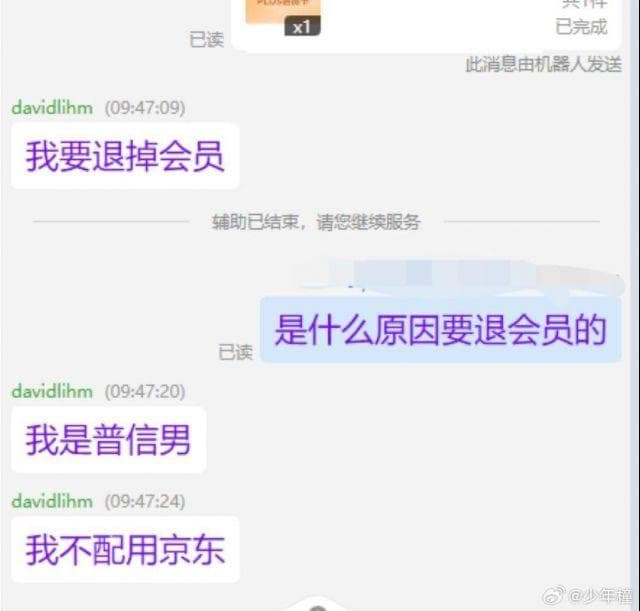 x1
共1件
已完成
已读
此消息由机器人发送
davidlihm (09:47:09)
我要退掉会员
辅助已结束，请您继续服务
是什么原因要退会员的
已读
davidlihm (09:47:20)
我是普信男
davidlihm (09:47:24)
我不配用京东
@少年橦